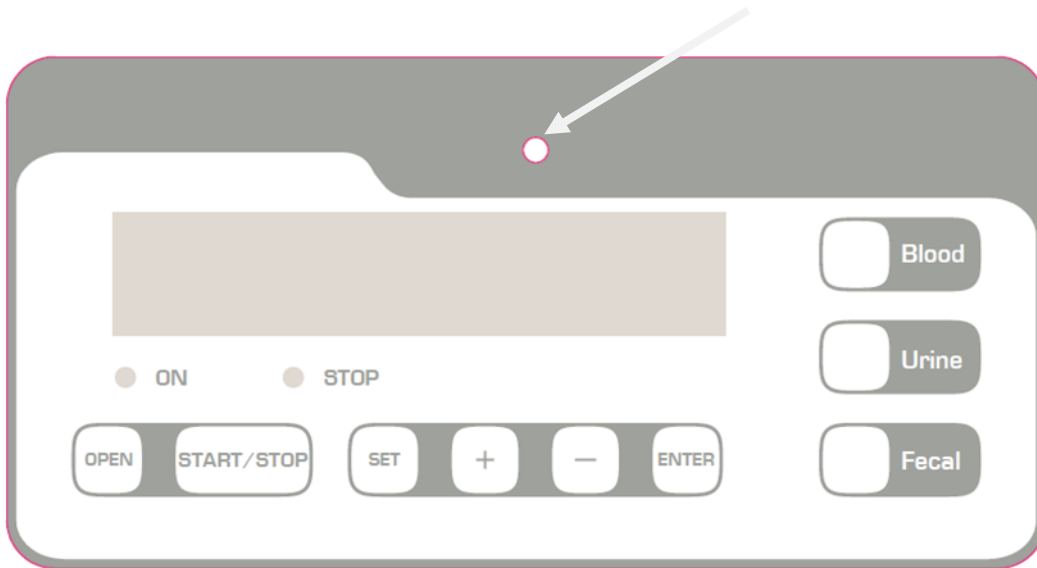 Blood
Urine
ON STOP
OPEN START/STOP SET + − ENTER
Fecal